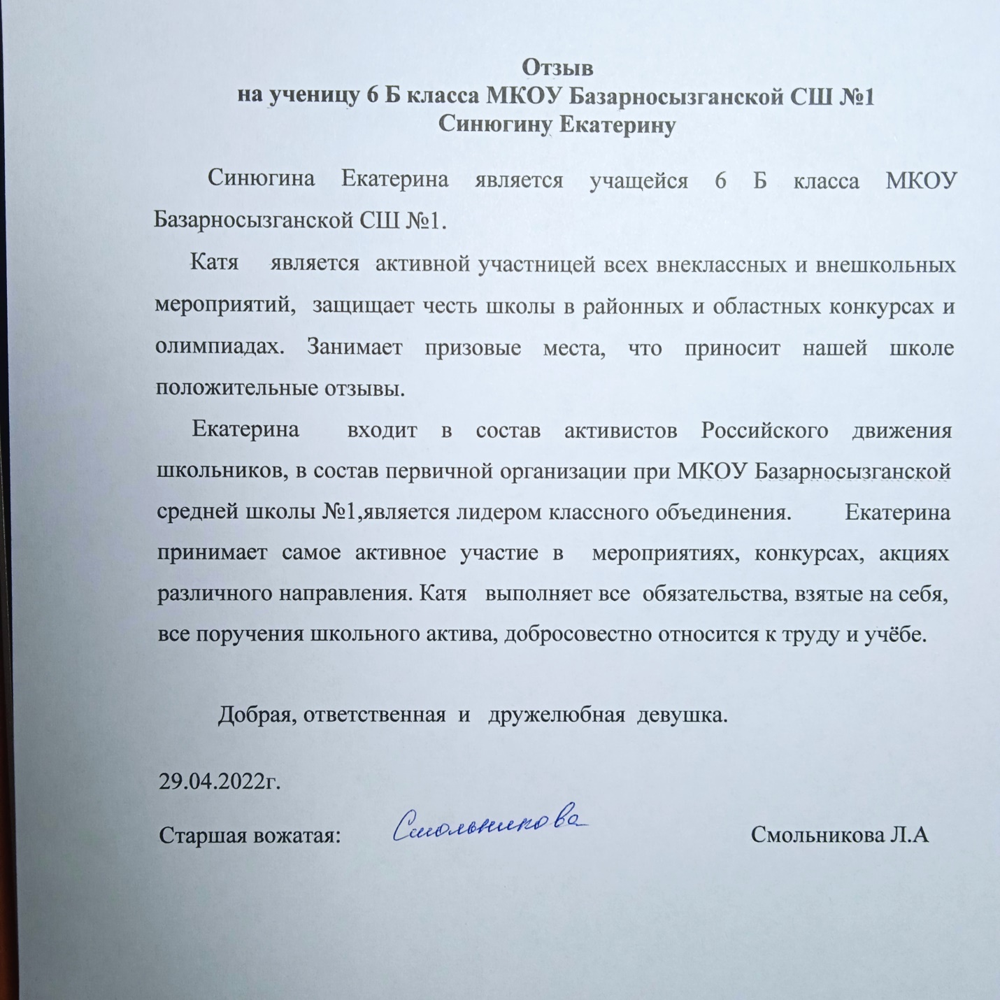 Отзыв
на ученицу 6 Б класса МКОУ Базарносызганской СШ №1
Синюгину Екатерину
Синюгина Екатерина является учащейся 6 Б класса МКОУ
Базарносызганской СШ №1.
Катя является активной участницей всех внеклассных и внешкольных
мероприятий, защищает честь школы в районных и областных конкурсах и
олимпиадах. Занимает призовые места, что приносит нашей школе
положительные отзывы.
Екатерина входит в состав активистов Российского движения
школьников, в состав первичной организации при МКОУ Базарносызганской
средней школы №1,является лидером классного объединения. Екатерина
принимает самое активное участие в мероприятиях, конкурсах, акциях
различного направления. Катя выполняет все обязательства, взятые на себя,
все поручения школьного актива, добросовестно относится к труду и учёбе.
Добрая, ответственная и дружелюбная девушка.
29.04.2022г.
Старшая вожатая: Смольникова Смольникова Л.А